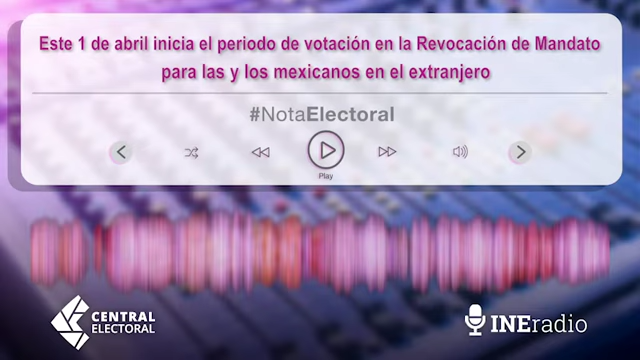 Este 1 de abril inicia el periodo de votación en la Revocación de Mandato
para las y los mexicanos en el extranjero
#NotaElectoral
Play
CENTRAL
ELECTORAL
INEradio